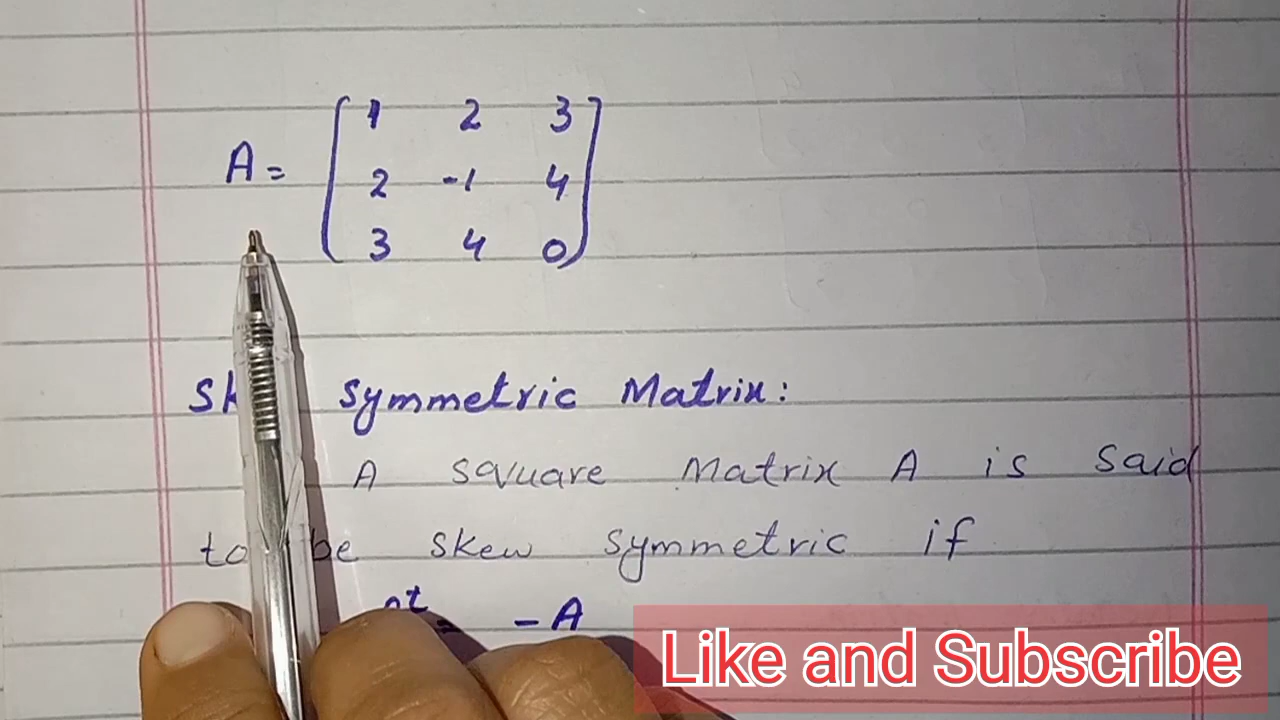 1 2 3
A = 2 -1 4
3 4 0
Symmetric Matrix:
A square Matrix A is said
to be skew symmetric if
= -A
Like and Subscribe